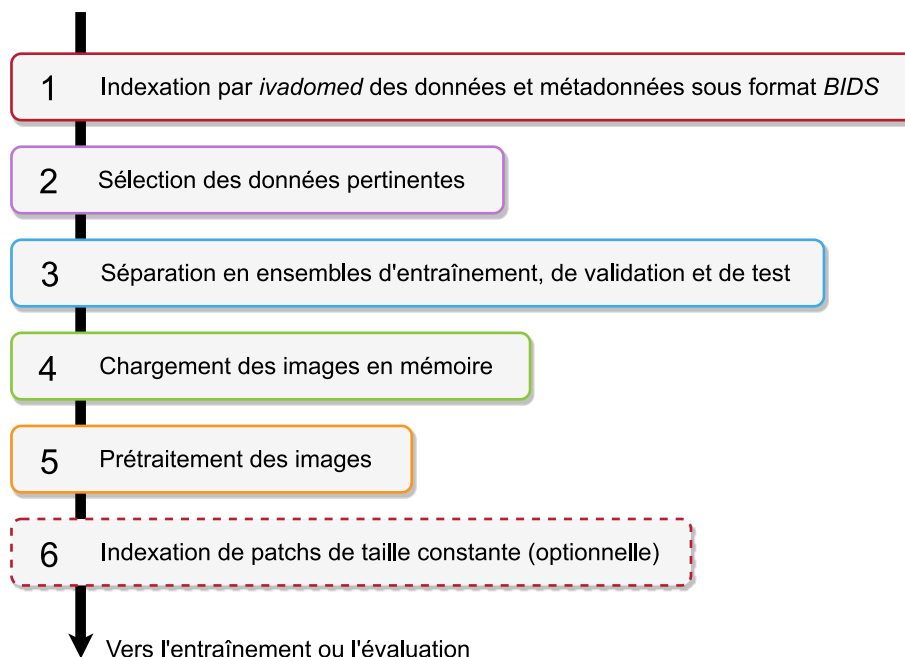 1 Indexation par ivadomed des données et métadonnées sous format BIDS
2 Sélection des données pertinentes
3 Séparation en ensembles d'entraînement, de validation et de test
4 Chargement des images en mémoire
5 Prétraitement des images
6 Indexation de patchs de taille constante (optionnelle)
Vers l'entraînement ou l'évaluation